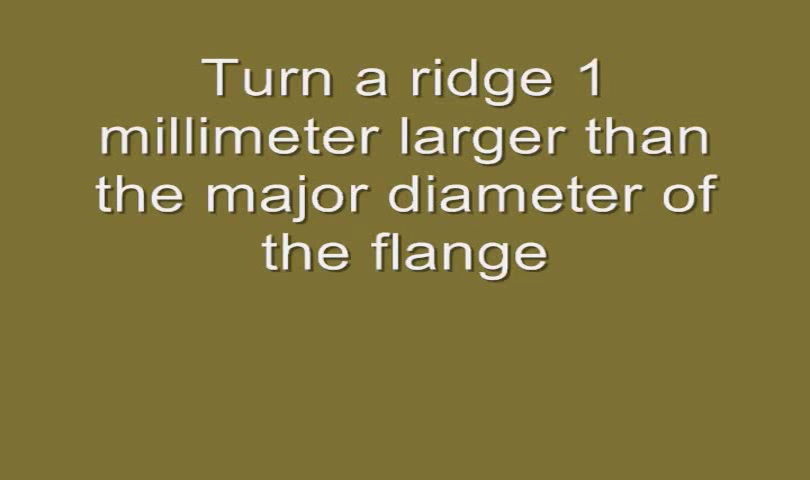 Turn a ridge 1
millimeter larger than
the major diameter of
the flange